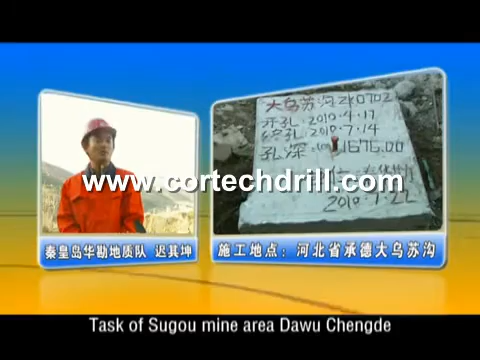 大乌苏沟ZK0702
开孔:2010.4.17
终孔:2010.7.14
孔深:1676.00
2010.7.22
www.cortechdrill.com
秦皇岛华勘地质队 迟其坤
施工地点：河北省承德大乌苏沟
Task of Sugou mine area Dawu Chengde